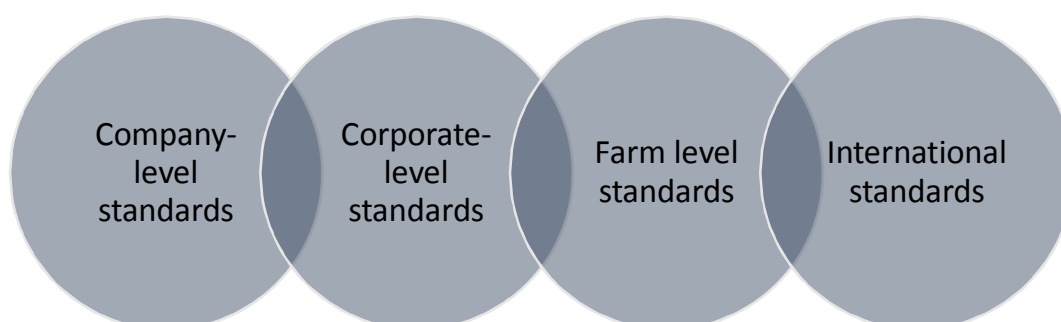 Company-
level
standards
Corporate-
level
standards
Farm level
standards
International
standards